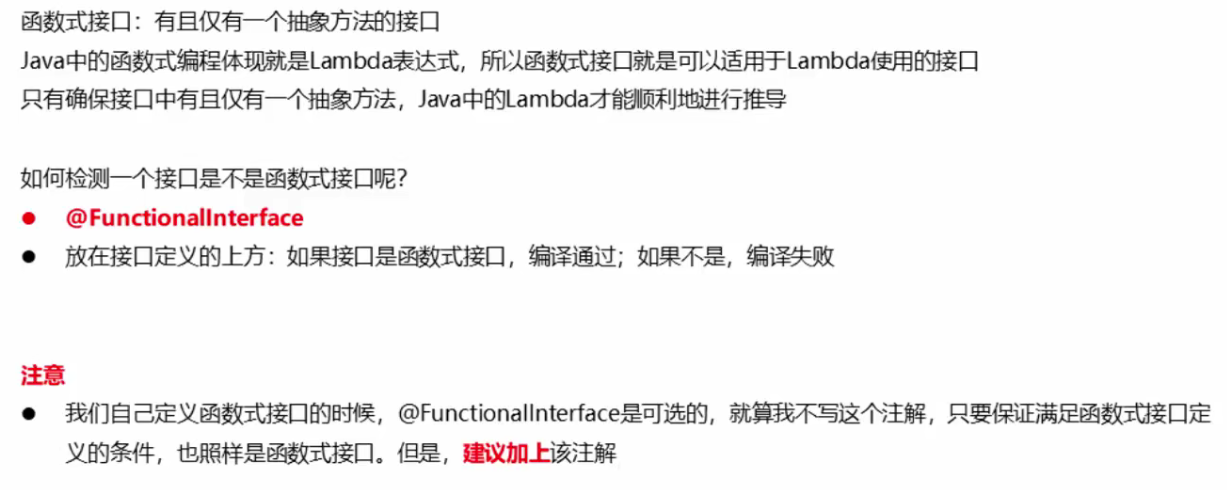 函数式接口：有且仅有一个抽象方法的接口
Java中的函数式编程体现就是Lambda表达式，所以函数式接口就是可以适用于Lambda使用的接口
只有确保接口中有且仅有一个抽象方法，Java中的Lambda才能顺利地进行推导
如何检测一个接口是不是函数式接口呢？
● @FunctionalInterface
● 放在接口定义的上方：如果接口是函数式接口，编译通过；如果不是，编译失败
注意
● 我们自己定义函数式接口的时候，@FunctionalInterface是可选的，就算我不写这个注解，只要保证满足函数式接口定
义的条件，也照样是函数式接口。但是，建议加上该注解